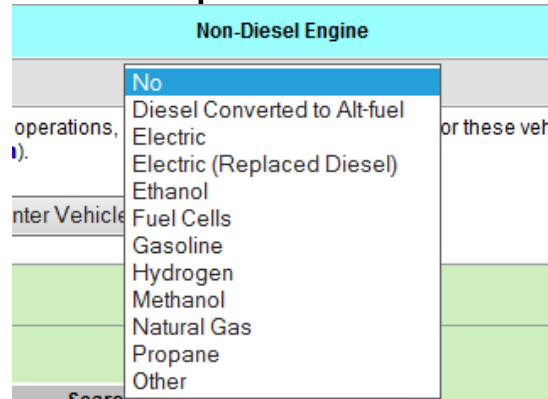 Non-Diesel Engine
No
Diesel Converted to Alt-fuel
operations, or these veh
Electric
).
Electric (Replaced Diesel)
Ethanol
nter Vehicle
Fuel Cells
Gasoline
Hydrogen
Methanol
Natural Gas
Propane
Other